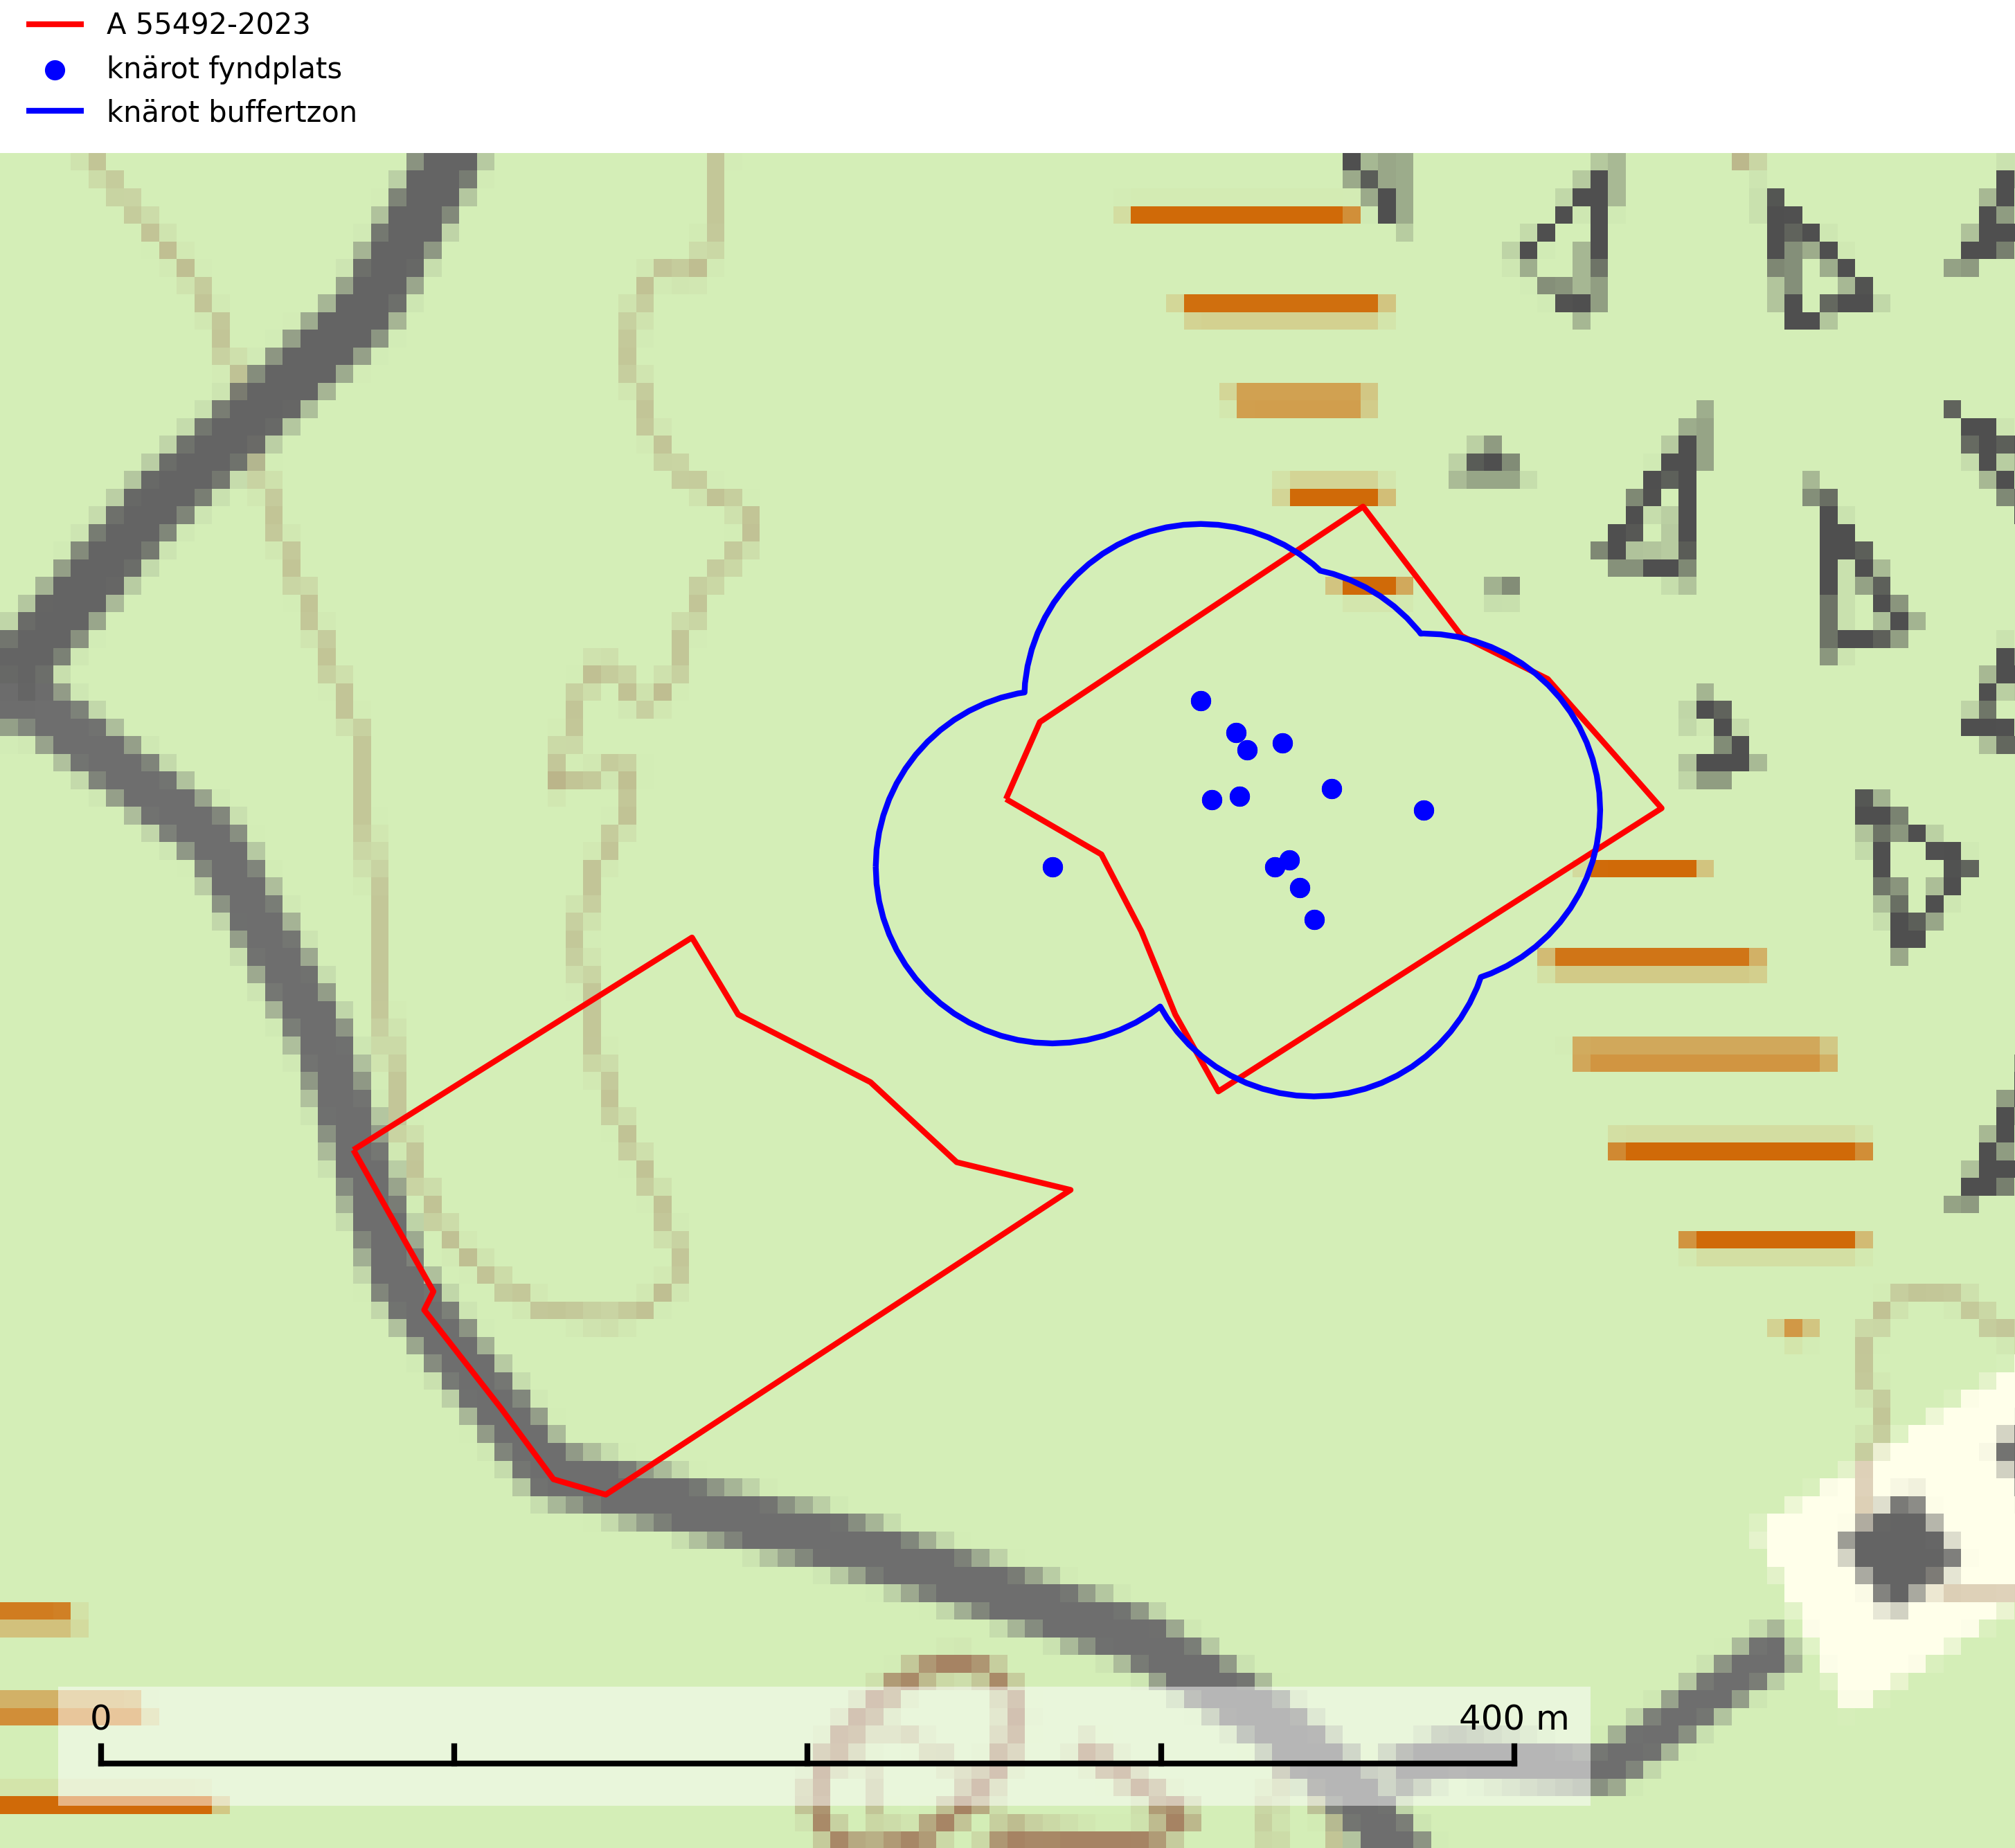 A 55492-2023
knärot fyndplats
knärot buffertzon
0
400 m